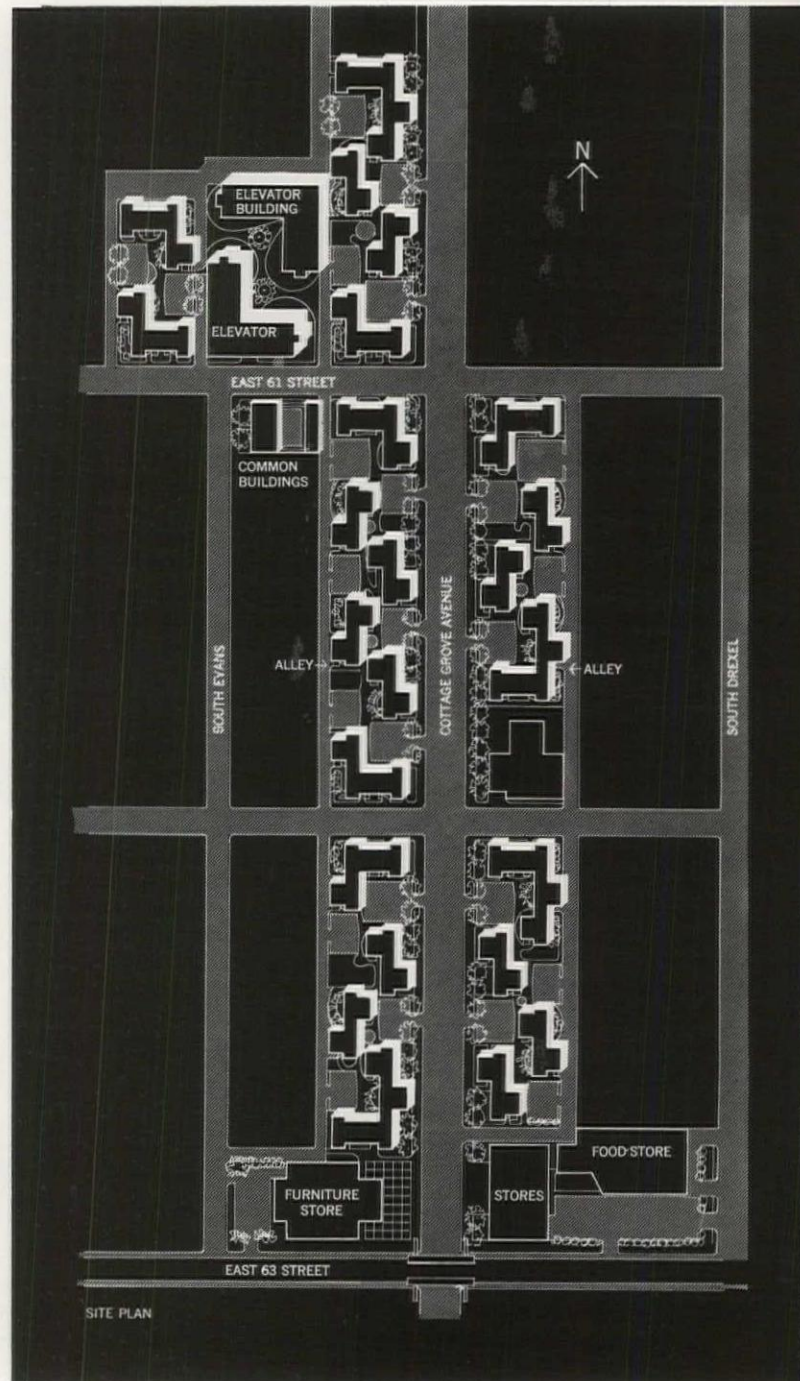 N
ELEVATOR
BUILDING
ELEVATOR
EAST 61 STREET
COMMON
BUILDINGS
SOUTH EVANS
ALLEY
COTTAGE GROVE AVENUE
ALLEY
SOUTH DREXEL
FOOD STORE
FURNITURE
STORE
STORES
EAST 63 STREET
SITE PLAN